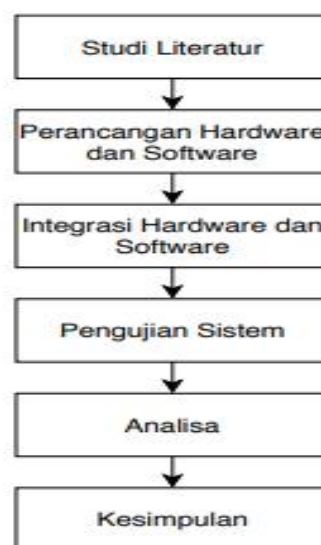 Studi Literatur
Perancangan Hardware
dan Software
Integrasi Hardware dan
Software
Pengujian Sistem
Analisa
Kesimpulan